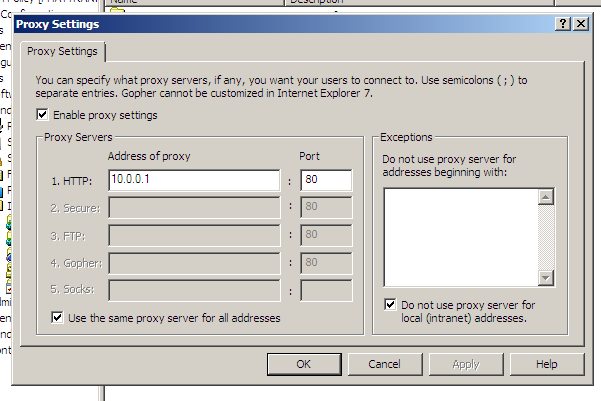 Name
Description
Proxy Settings
Proxy Settings
You can specify what proxy servers, if any, you want your users to connect to. Use semicolons ( ; ) to
separate entries. Gopher cannot be customized in Internet Explorer 7.
Enable proxy settings
Proxy Servers
Address of proxy
Port
1. HTTP:
10.0.0.1
:
80
2. Secure:
:
80
3. FTP:
:
80
4. Gopher:
:
80
5. Socks:
:
Use the same proxy server for all addresses
Exceptions
Do not use proxy server for
addresses beginning with:
Do not use proxy server for
local (intranet) addresses.
OK
Cancel
Apply
Help